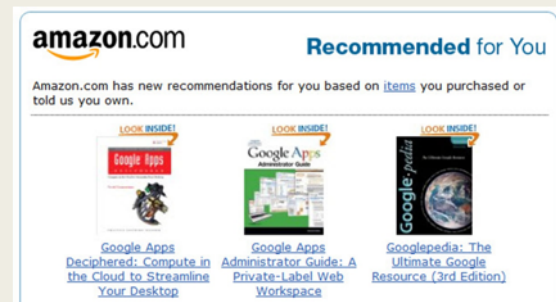 amazon.com
Recommended for You
Amazon.com has new recommendations for you based on items you purchased or
told us you own.
LOOK INSIDE! LOOK INSIDE! LOOK INSIDE!
Google Apps
Google Apps
Administrator Guide
Google:pedia
Google Apps Google Apps Googlepedia: The
Deciphered: Compute in Administrator Guide: A Ultimate Google
the Cloud to Streamline Private-Label Web Resource (3rd Edition)
Your Desktop Workspace